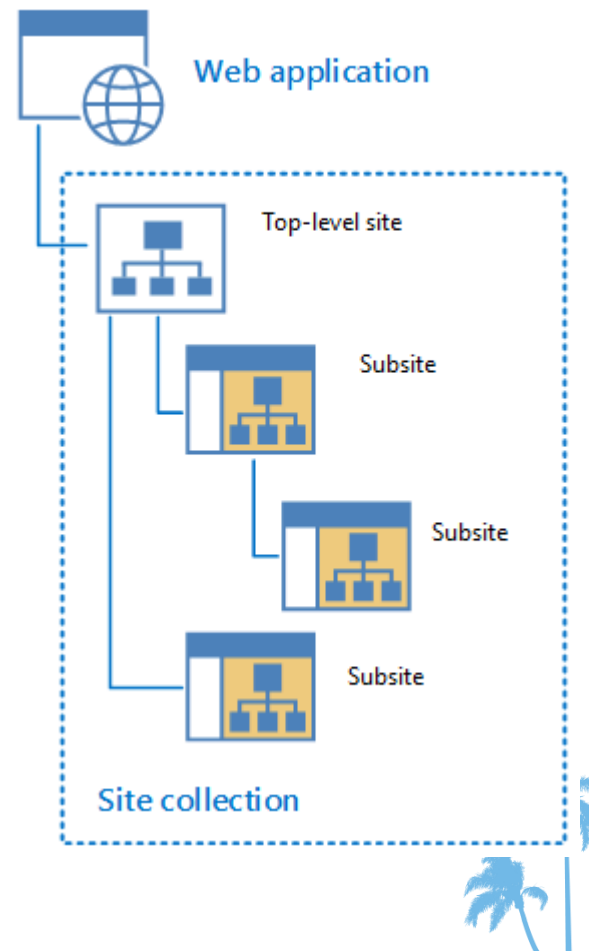 Web application
Top-level site
Subsite
Subsite
Subsite
Site collection